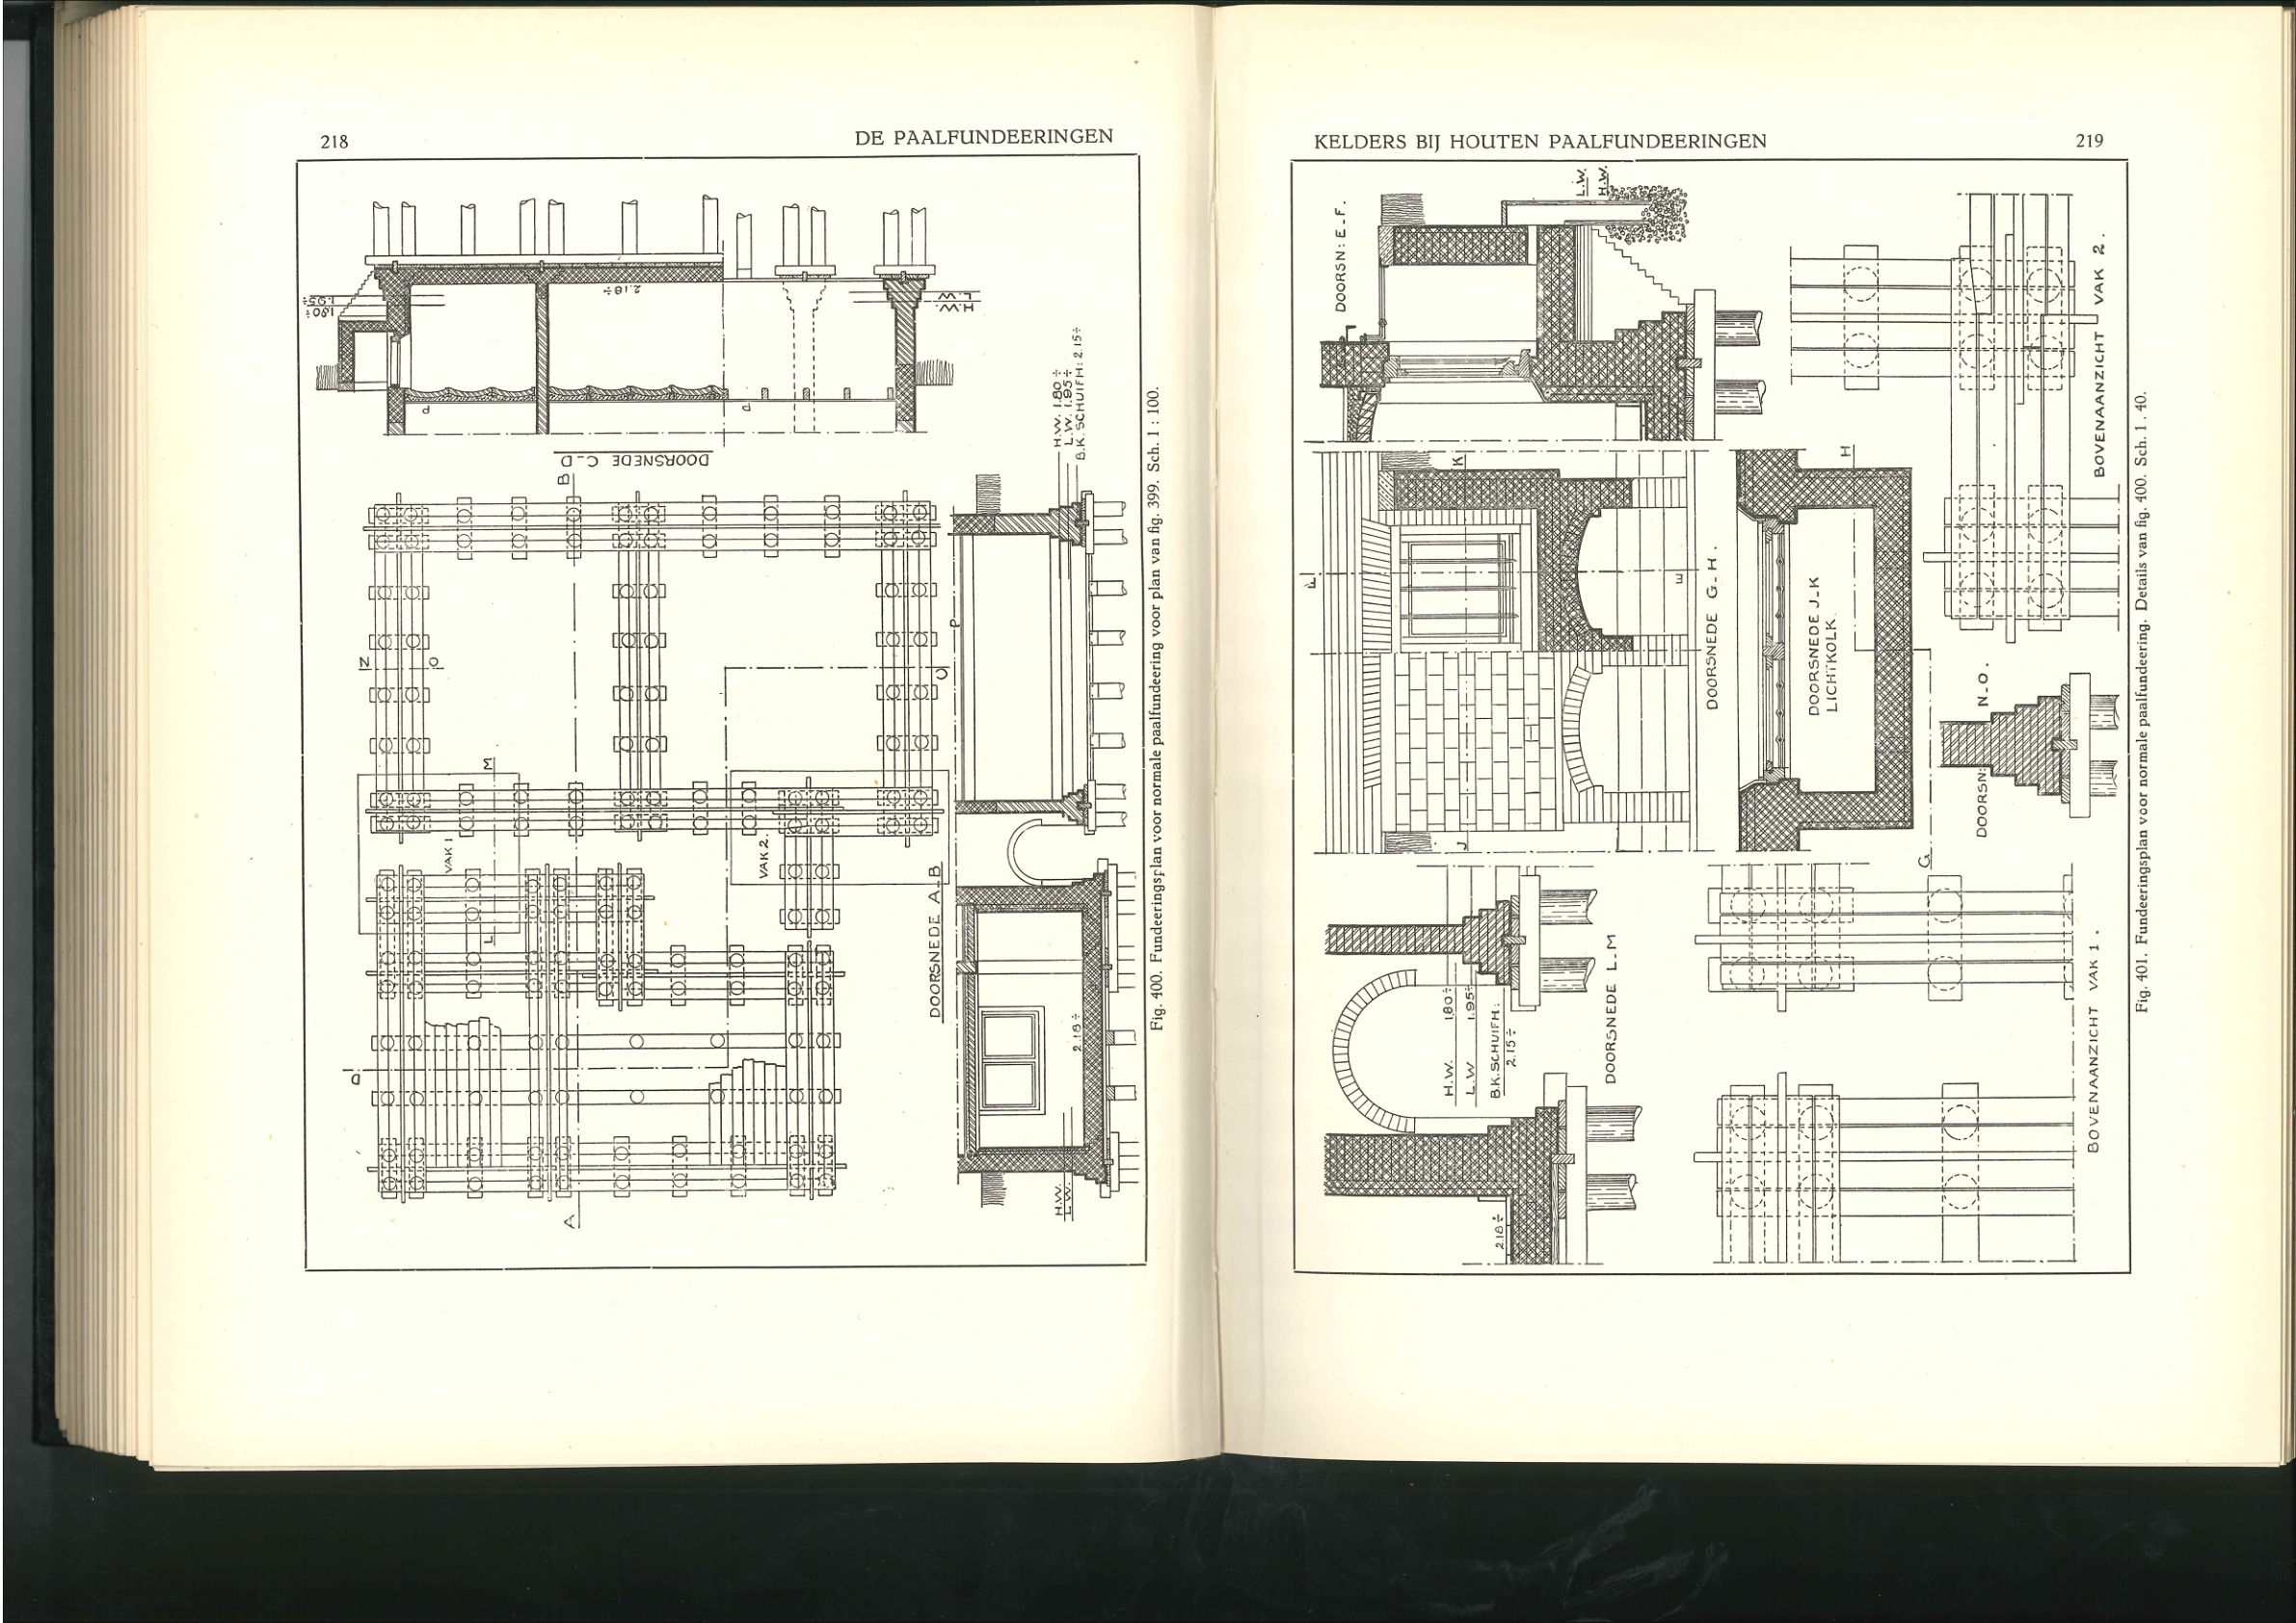 218
DE PAALFUNDEERINGEN
1.95÷
1.80÷
2.18÷
L.W.
H.W.
P
P
DOORSNEDE C-D
B
H.W. 1.80÷
L.W. 1.95÷
B.K. SCHUIFH: 2.15÷
N
O
M
L
VAK 1
VAK 2.
C
D
A
P
DOORSNEDE A-B
2.18÷
H.W.
L.W.
Fig. 400. Fundeeringsplan voor normale paalfundeering voor plan van fig. 399. Sch. 1 : 100.
KELDERS BIJ HOUTEN PAALFUNDEERINGEN
219
DOORSN: E-F.
L.W.
H.W.
F
K
E
J
DOORSNEDE G-H.
H
DOORSNEDE J-K
LICHTKOLK.
G
DOORSN: N-O.
BOVENAANZICHT VAK 2.
H.W. 1.80÷
L.W 1.95÷
B.K. SCHUIFH:
2.15÷
2.18÷
DOORSNEDE L-M
BOVENAANZICHT VAK 1.
Fig. 401. Fundeeringsplan voor normale paalfundeering. Details van fig. 400. Sch. 1 . 40.